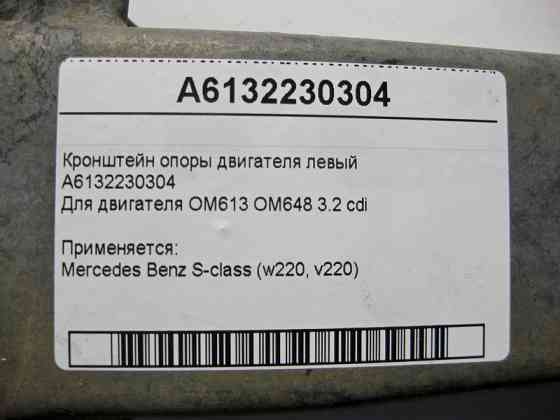 A6132230304
Кронштейн опоры двигателя левый
A6132230304
Для двигателя OM613 OM648 3.2 cdi
Применяется:
Mercedes Benz S-class (w220, v220)